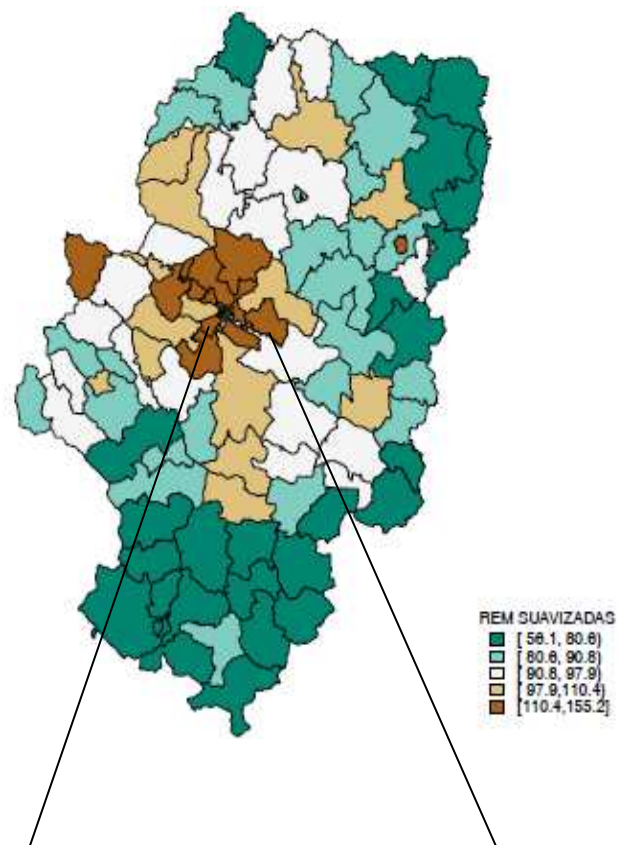 REM SUAVIZADAS
[ 56.1, 80.6)
[ 80.6, 90.8)
[ 90.8, 97.9)
[ 97.9,110.4)
[110.4,155.2]